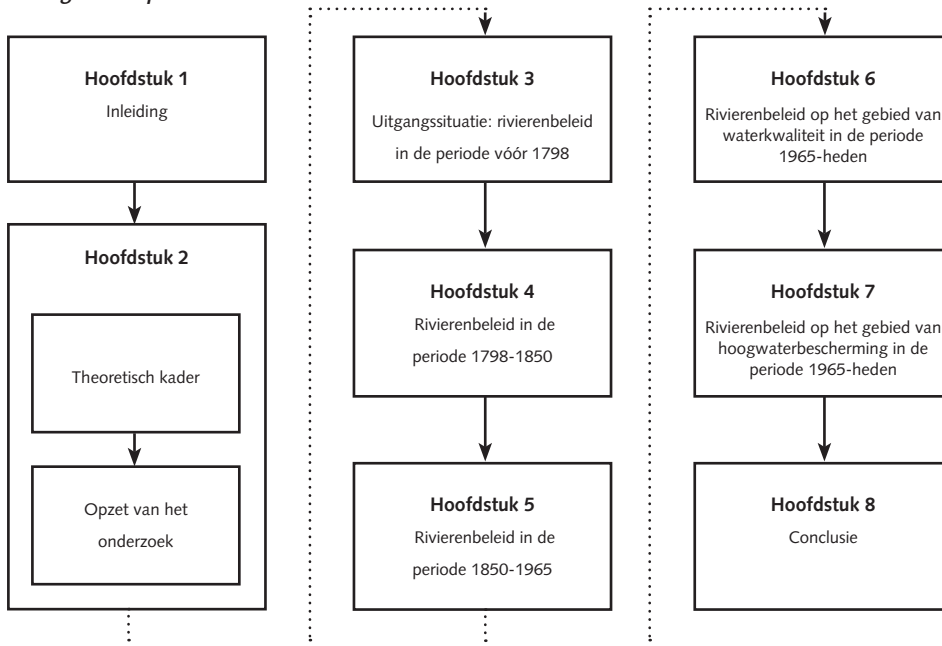 Hoofdstuk 1
Inleiding
Hoofdstuk 2
Theoretisch kader
Opzet van het
onderzoek
Hoofdstuk 3
Uitgangssituatie: rivierenbeleid
in de periode vóór 1798
Hoofdstuk 4
Rivierenbeleid in de
periode 1798-1850
Hoofdstuk 5
Rivierenbeleid in de
periode 1850-1965
Hoofdstuk 6
Rivierenbeleid op het gebied van
waterkwaliteit in de periode
1965-heden
Hoofdstuk 7
Rivierenbeleid op het gebied van
hoogwaterbescherming in de
periode 1965-heden
Hoofdstuk 8
Conclusie